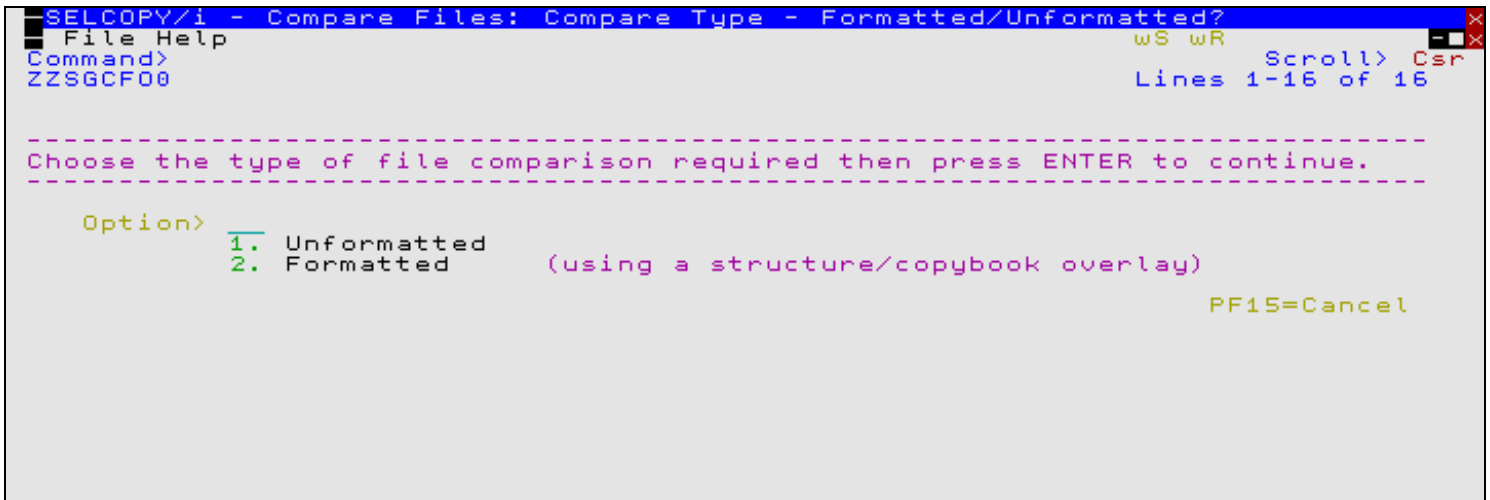 SELCOPY/i - Compare Files: Compare Type - Formatted/Unformatted?
File Help wS wR
Command> Scroll> Csr
ZZSGCFO0 Lines 1-16 of 16
Choose the type of file comparison required then press ENTER to continue.
Option>
1. Unformatted
2. Formatted (using a structure/copybook overlay)
PF15=Cancel